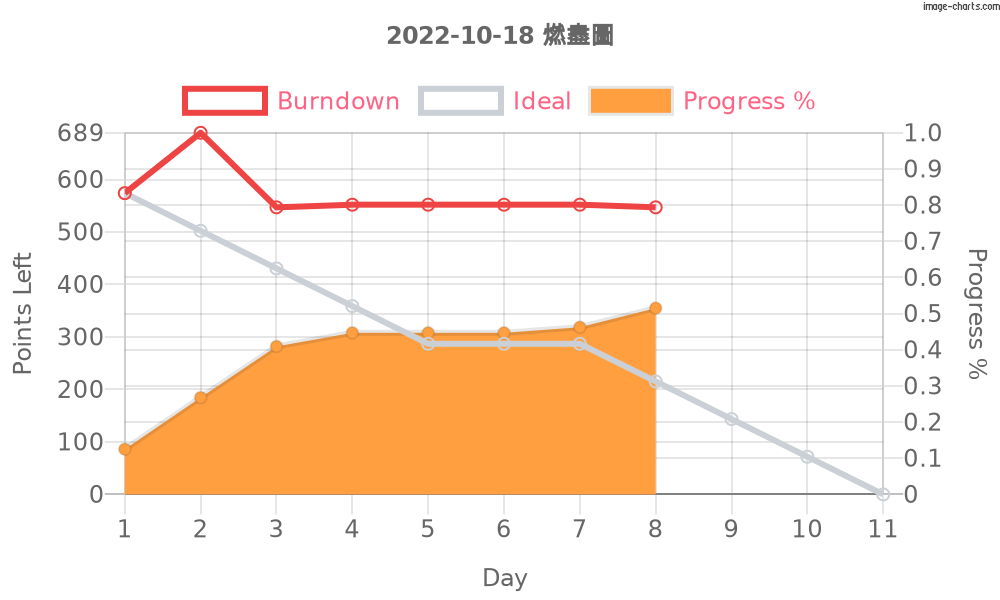 image-charts.com
2022-10-18 燃盡圖
Burndown
Ideal
Progress %
689
600
500
400
300
200
100
0
Points Left
1.0
0.9
0.8
0.7
0.6
0.5
0.4
0.3
0.2
0.1
0
Progress %
1 2 3 4 5 6 7 8 9 10 11
Day